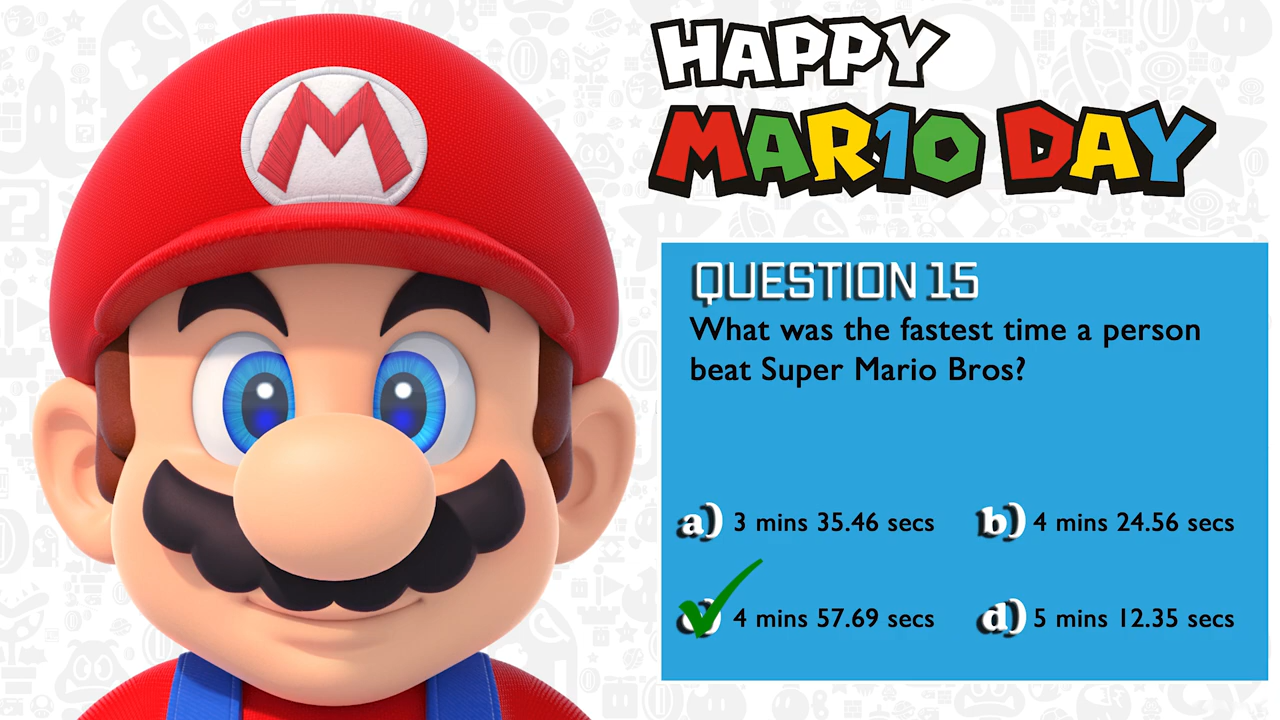 M
HAPPY
MAR10 DAY
QUESTION 15
What was the fastest time a person
beat Super Mario Bros?
a) 3 mins 35.46 secs
b) 4 mins 24.56 secs
c) 4 mins 57.69 secs
d) 5 mins 12.35 secs